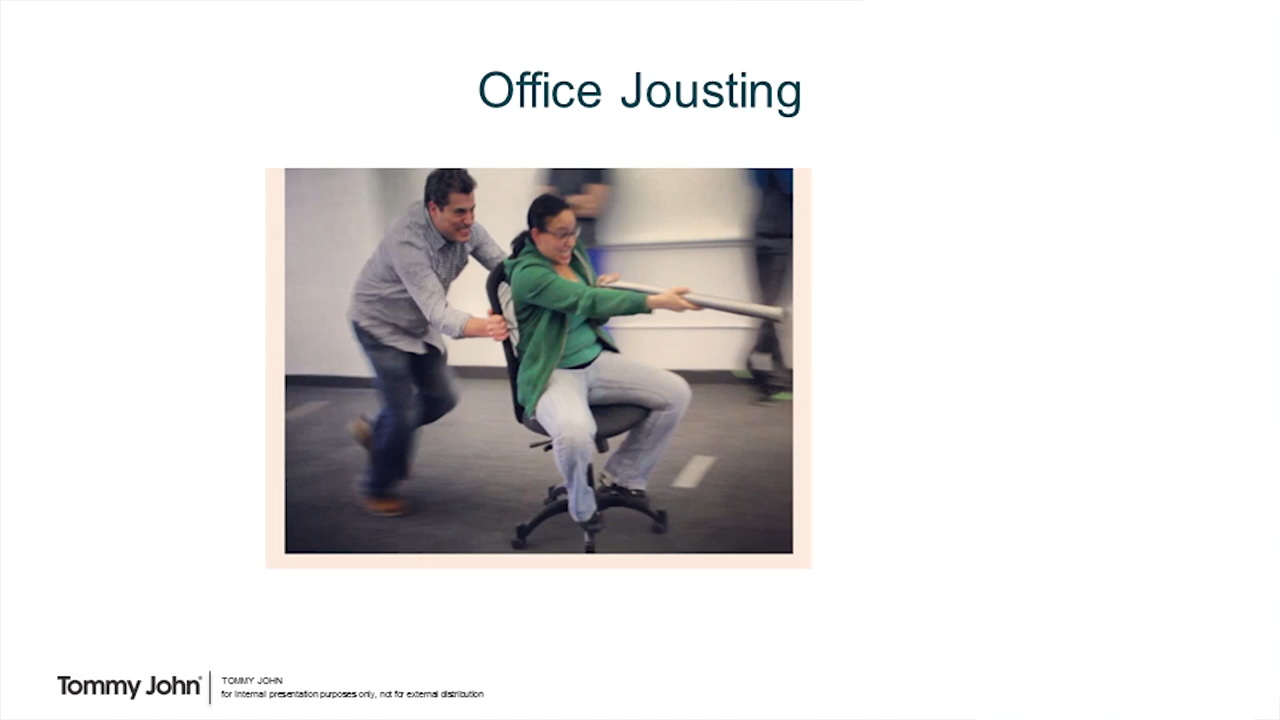 Office Jousting
Tommy John®
TOMMY JOHN
for internal presentation purposes only, not for external distribution